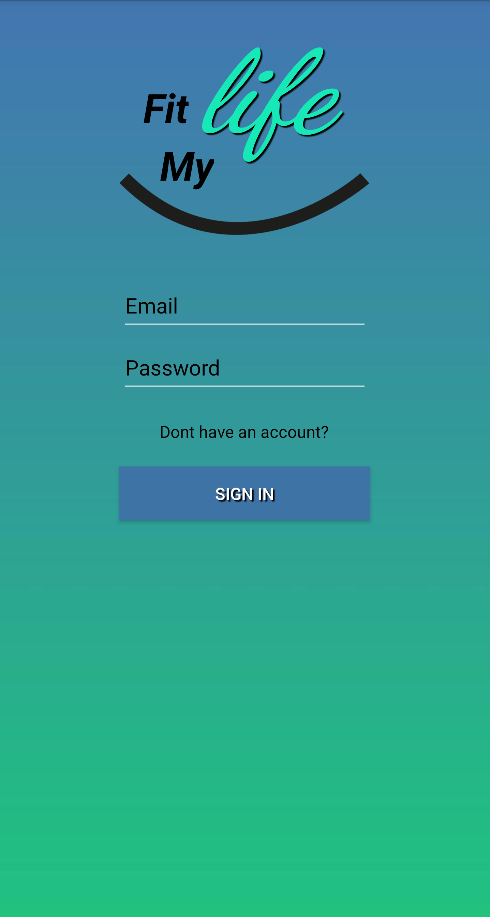 Fit life
My
Email
Password
Dont have an account?
SIGN IN